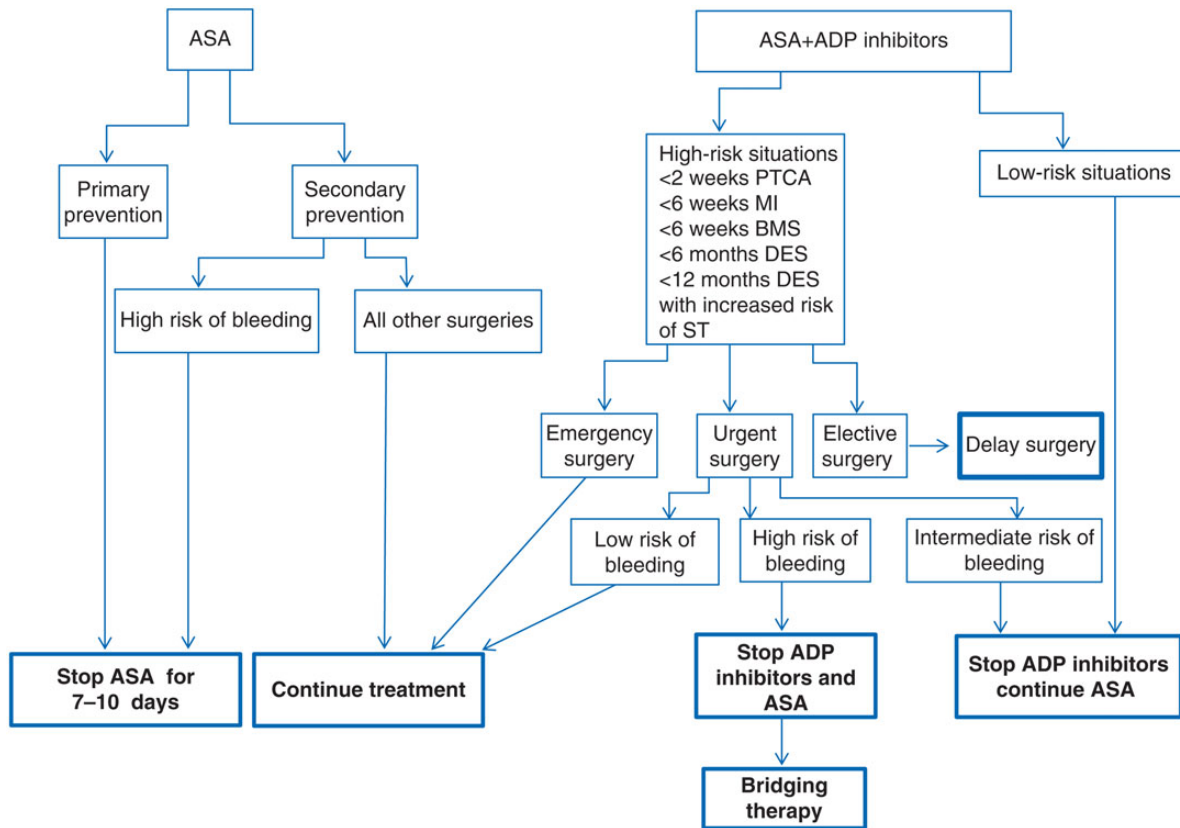 ASA
ASA+ADP inhibitors
Primary
prevention
Secondary
prevention
High-risk situations
<2 weeks PTCA
<6 weeks MI
<6 weeks BMS
<6 months DES
<12 months DES
with increased risk
of ST
Low-risk situations
High risk of bleeding
All other surgeries
Emergency
surgery
Urgent
surgery
Elective
surgery
Delay surgery
Low risk of
bleeding
High risk of
bleeding
Intermediate risk of
bleeding
Stop ASA for
7–10 days
Continue treatment
Stop ADP
inhibitors and
ASA
Stop ADP inhibitors
continue ASA
Bridging
therapy